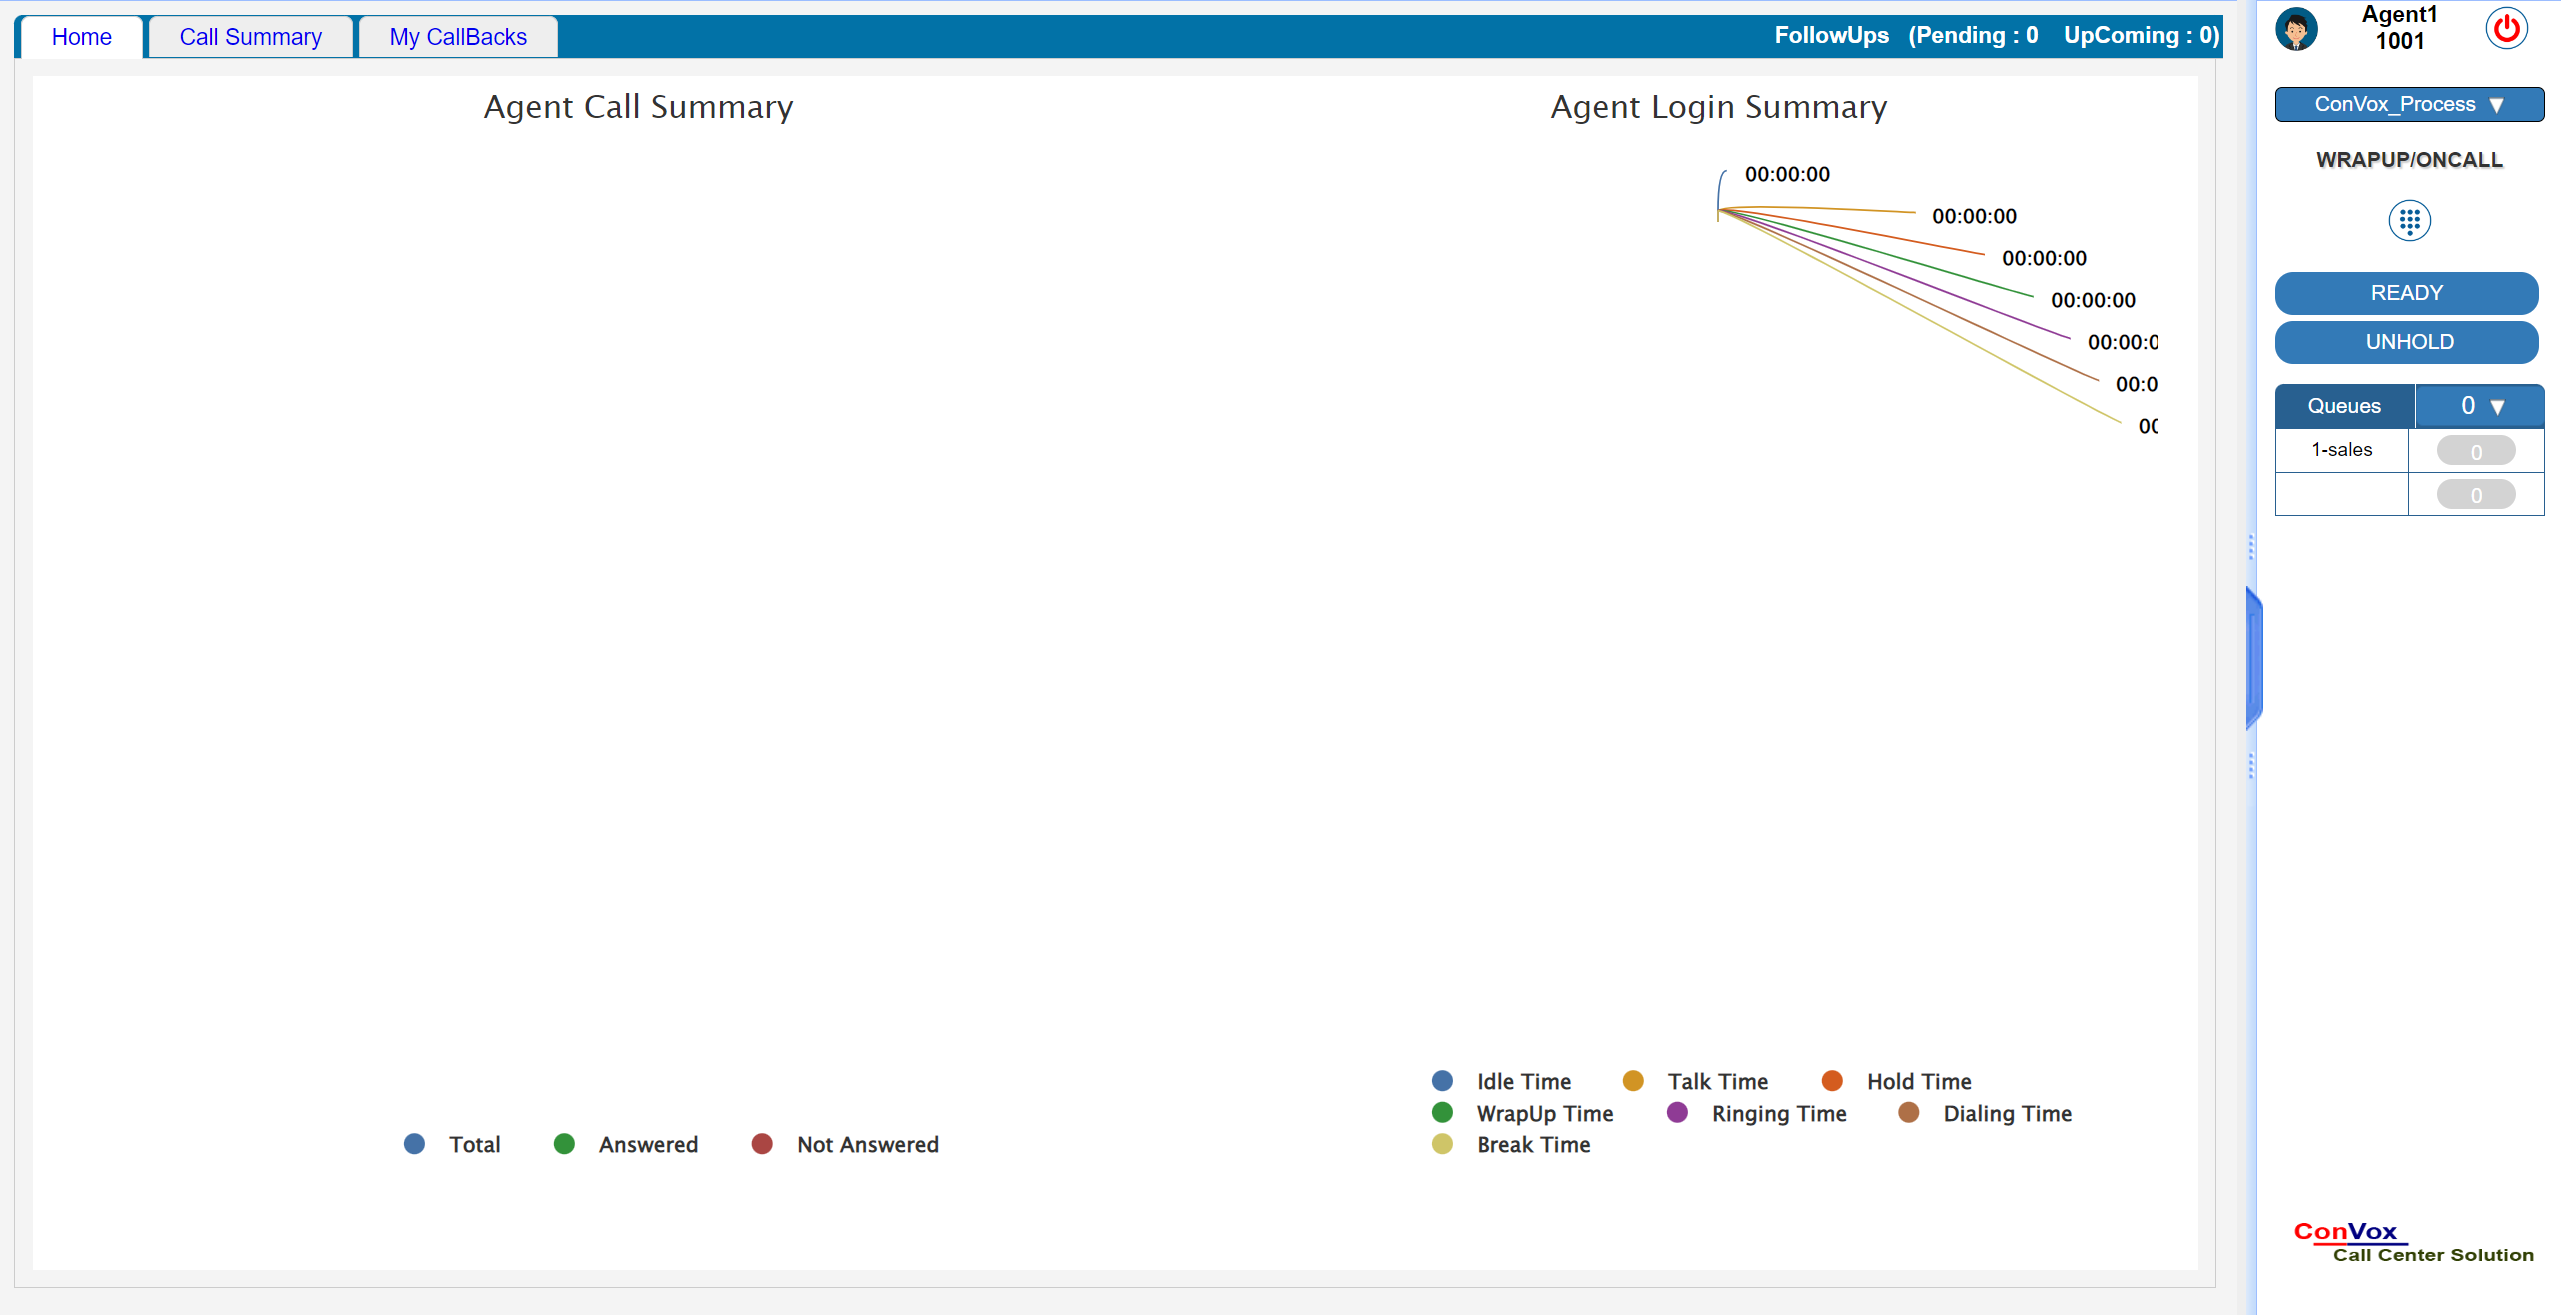 Home Call Summary My CallBacks FollowUps (Pending : 0 UpComing : 0)
Agent1
1001
Agent Call Summary
Total Answered Not Answered
Agent Login Summary
00:00:00
00:00:00
00:00:00
00:00:00
00:00:0
00:0
00
Idle Time Talk Time Hold Time
WrapUp Time Ringing Time Dialing Time
Break Time
ConVox_Process ▼
WRAPUP/ONCALL
READY
UNHOLD
Queues 0 ▼
1-sales 0
0
ConVox
Call Center Solution